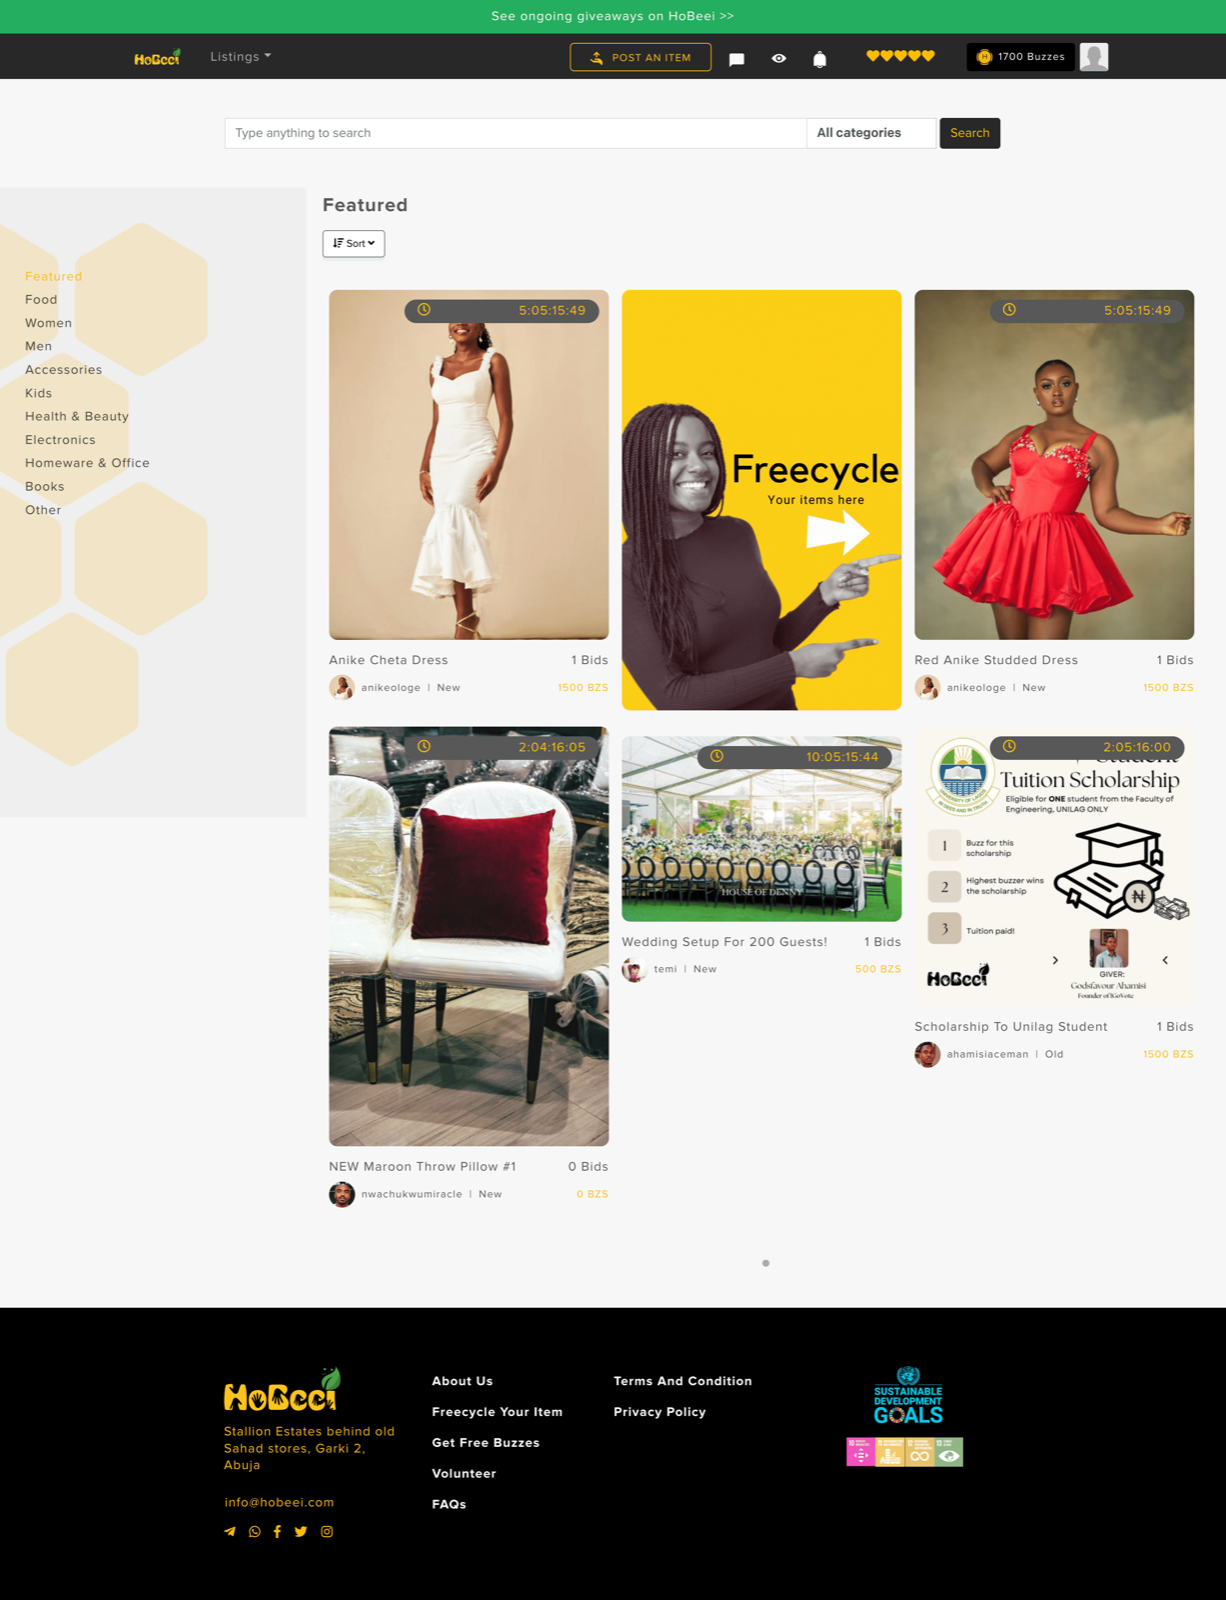 See ongoing giveaways on HoBeei >>
HoBeei
Listings
POST AN ITEM
1700 Buzzes
Type anything to search
All categories
Search
Featured
Sort
Featured
Food
Women
Men
Accessories
Kids
Health & Beauty
Electronics
Homeware & Office
Books
Other
5:05:15:49
Anike Cheta Dress
1 Bids
anikeologe | New
1500 BZS
Freecycle
Your items here
5:05:15:49
Red Anike Studded Dress
1 Bids
anikeologe | New
1500 BZS
2:04:16:05
NEW Maroon Throw Pillow #1
0 Bids
nwachukwumiracle | New
0 BZS
10:05:15:44
HOUSE OF DENNY
Wedding Setup For 200 Guests!
1 Bids
temi | New
500 BZS
2:05:16:00
Student
Tuition Scholarship
Eligible for ONE student from the Faculty of
Engineering, UNILAG ONLY
1
Buzz for this
scholarship
2
Highest buzzer wins
the scholarship
3
Tuition paid!
HoBeei
GIVER:
Godsfavour Ahamisi
Founder of IGoVote
Scholarship To Unilag Student
1 Bids
ahamisiaceman | Old
1500 BZS
HoBeei
Stallion Estates behind old
Sahad stores, Garki 2,
Abuja
info@hobeei.com
About Us
Freecycle Your Item
Get Free Buzzes
Volunteer
FAQs
Terms And Condition
Privacy Policy
SUSTAINABLE
DEVELOPMENT
GOALS